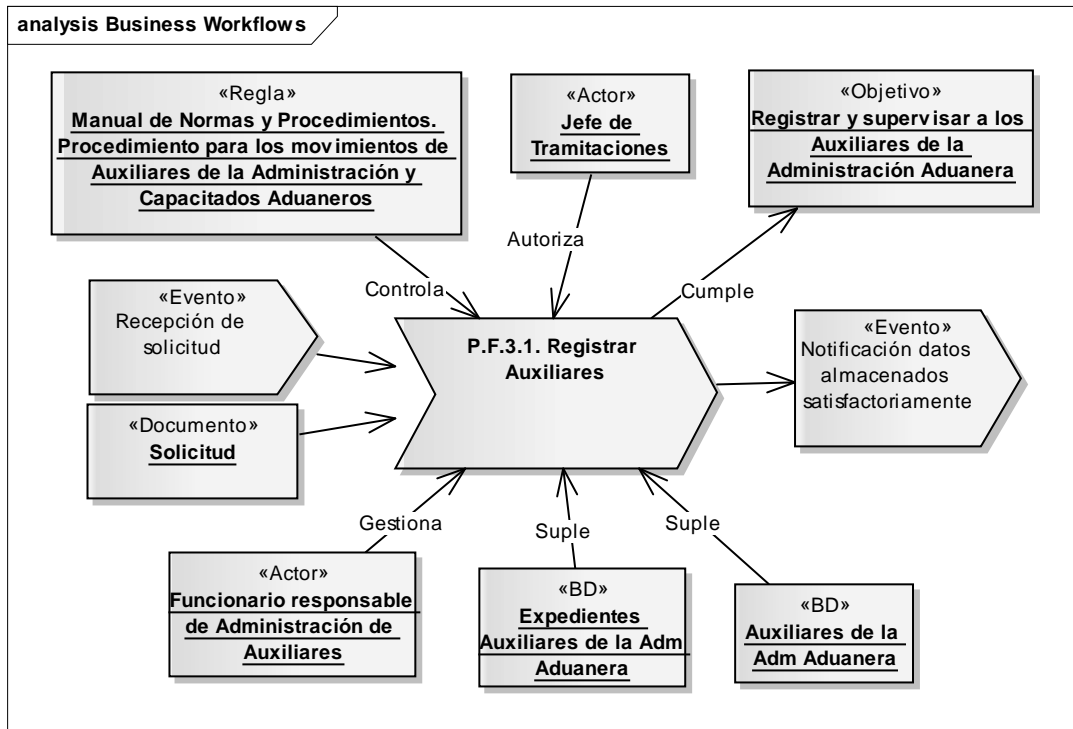 analysis Business Workflows
«Regla»
Manual de Normas y Procedimientos.
Procedimiento para los movimientos de
Auxiliares de la Administración y
Capacitados Aduaneros
«Actor»
Jefe de
Tramitaciones
«Objetivo»
Registrar y supervisar a los
Auxiliares de la
Administración Aduanera
Controla
Autoriza
Cumple
«Evento»
Recepción de
solicitud
P.F.3.1. Registrar
Auxiliares
«Evento»
Notificación datos
almacenados
satisfactoriamente
«Documento»
Solicitud
Gestiona
Suple
Suple
«Actor»
Funcionario responsable
de Administración de
Auxiliares
«BD»
Expedientes
Auxiliares de la Adm
Aduanera
«BD»
Auxiliares de la
Adm Aduanera